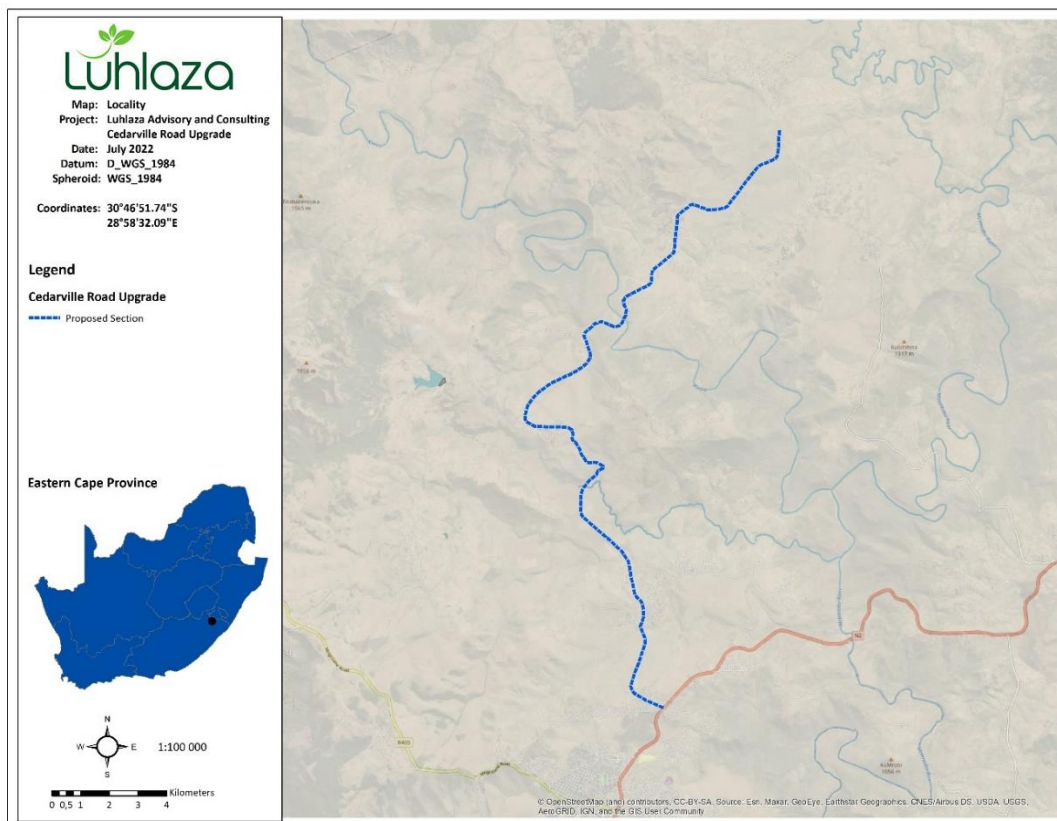 Luhlaza
Map: Locality
Project: Luhlaza Advisory and Consulting
Cedarville Road Upgrade
Date: July 2022
Datum: D_WGS_1984
Spheroid: WGS_1984
Coordinates: 30°46'51.74"S
28°58'32.09"E
Legend
Cedarville Road Upgrade
Proposed Section
Eastern Cape Province
N
W E
S
1:100 000
Kilometers
0 0,5 1 2 3 4
N2
© OpenStreetMap (and) contributors, CC-BY-SA, Source: Esri, Maxar, GeoEye, Earthstar Geographics, CNES/Airbus DS, USDA, USGS,
AeroGRID, IGN, and the GIS User Community